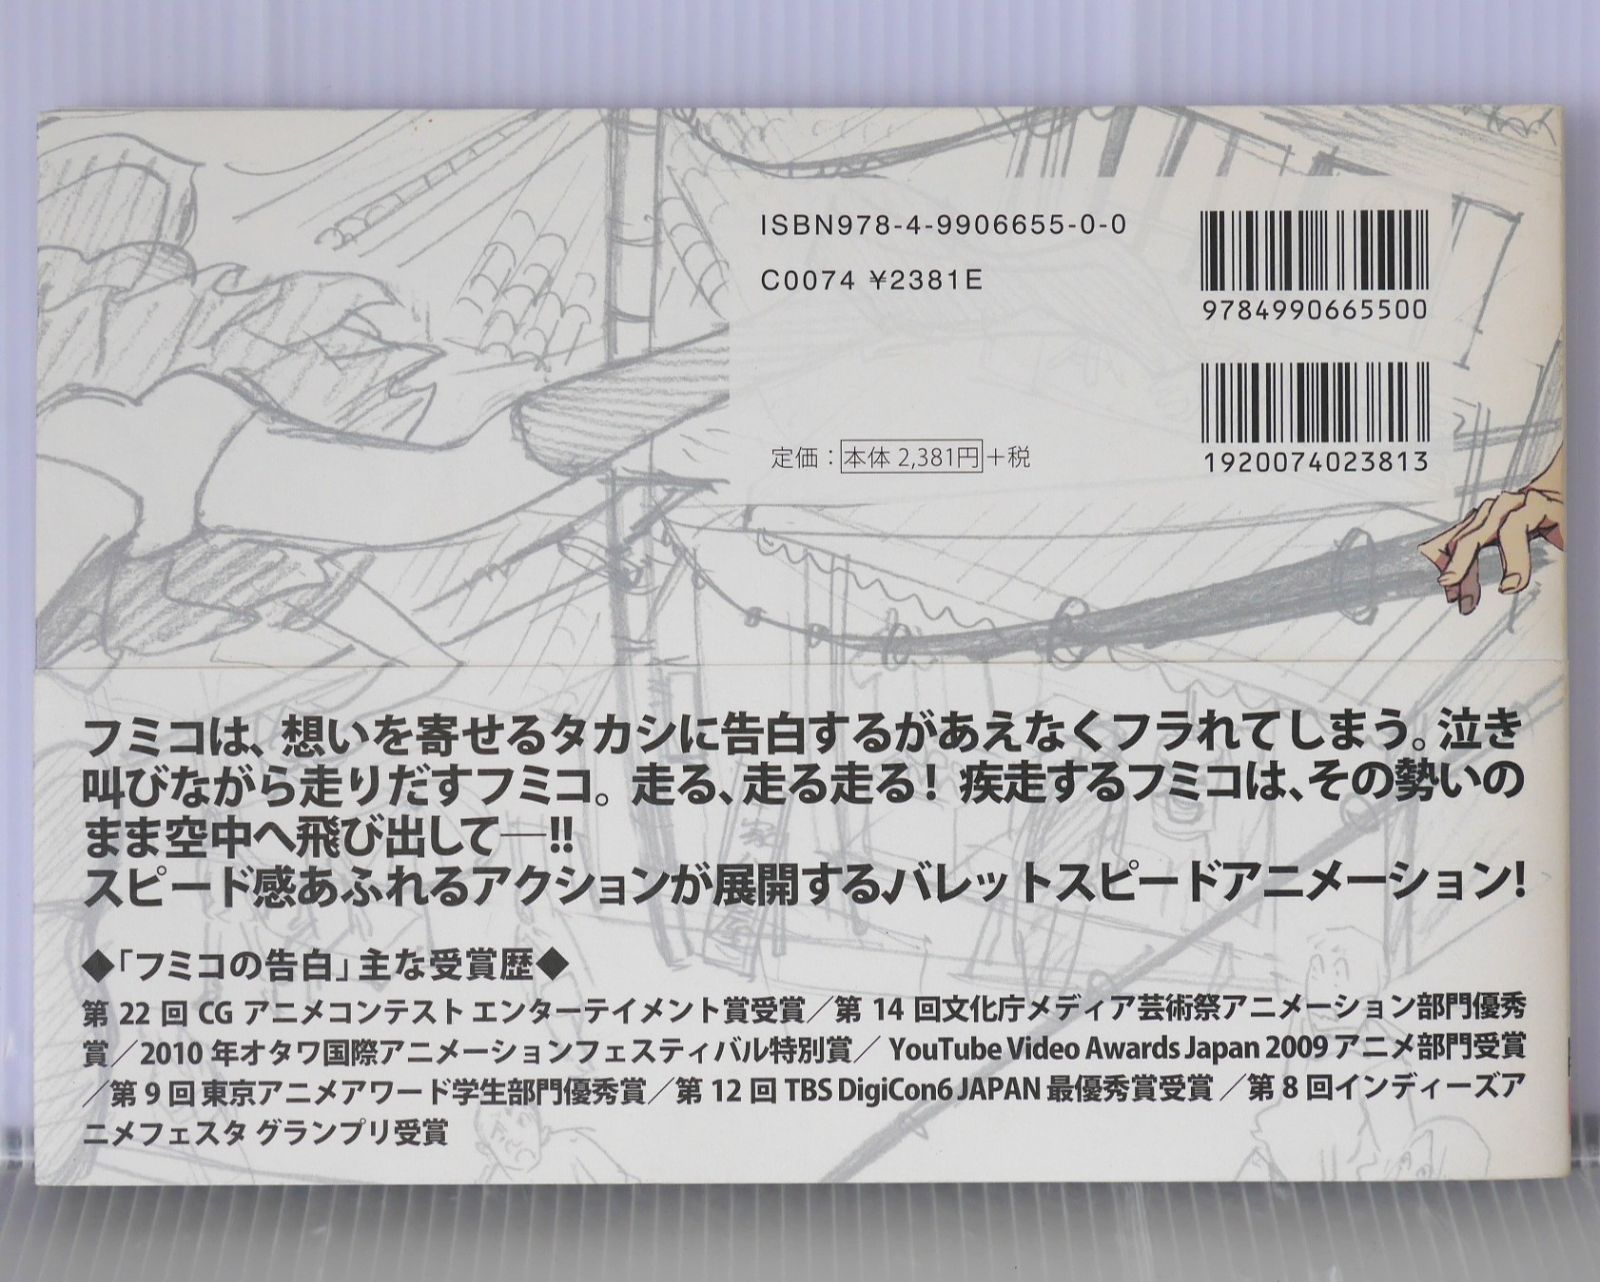 ISBN978-4-9906655-0-0
C0074 ¥2381E
9784990665500
定価：本体 2,381円+税
1920074023813
フミコは、想いを寄せるタカシに告白するがあえなくフラれてしまう。泣き
叫びながら走りだすフミコ。走る、走る走る！疾走するフミコは、その勢いの
まま空中へ飛び出して―!!
スピード感あふれるアクションが展開するバレットスピードアニメーション！
◆「フミコの告白」主な受賞歴◆
第 22 回 CG アニメコンテスト エンターテイメント賞受賞／第 14 回文化庁メディア芸術祭アニメーション部門優秀
賞／2010 年オタワ国際アニメーションフェスティバル特別賞／ YouTube Video Awards Japan 2009 アニメ部門受賞
／第 9 回 東京アニメアワード学生部門優秀賞／第 12 回 TBS DigiCon6 JAPAN 最優秀賞受賞 ／第 8 回インディーズア
ニメフェスタ グランプリ受賞